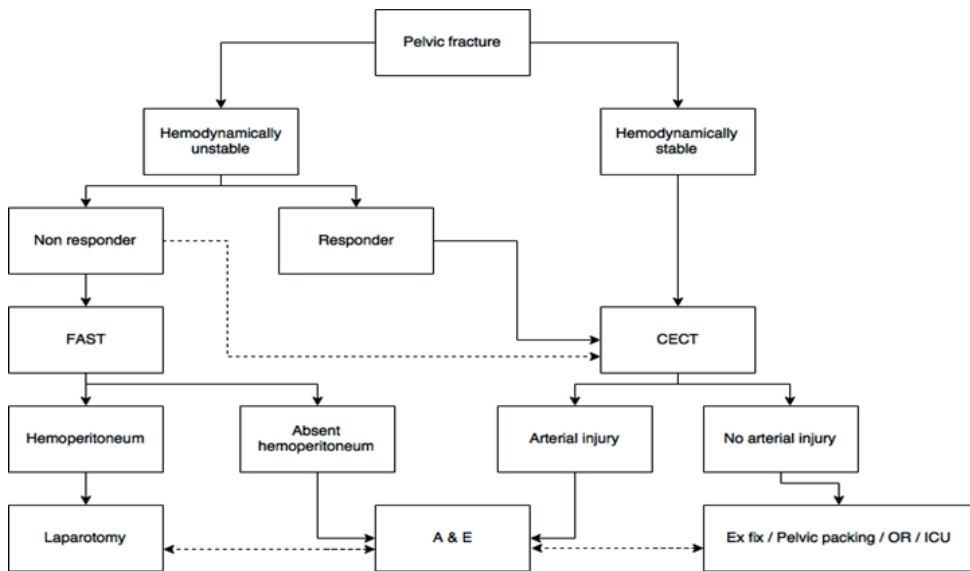 Pelvic fracture
Hemodynamically
unstable
Hemodynamically
stable
Non responder
Responder
FAST
CECT
Hemoperitoneum
Absent
hemoperitoneum
Arterial injury
No arterial injury
Laparotomy
A & E
Ex fix / Pelvic packing / OR / ICU